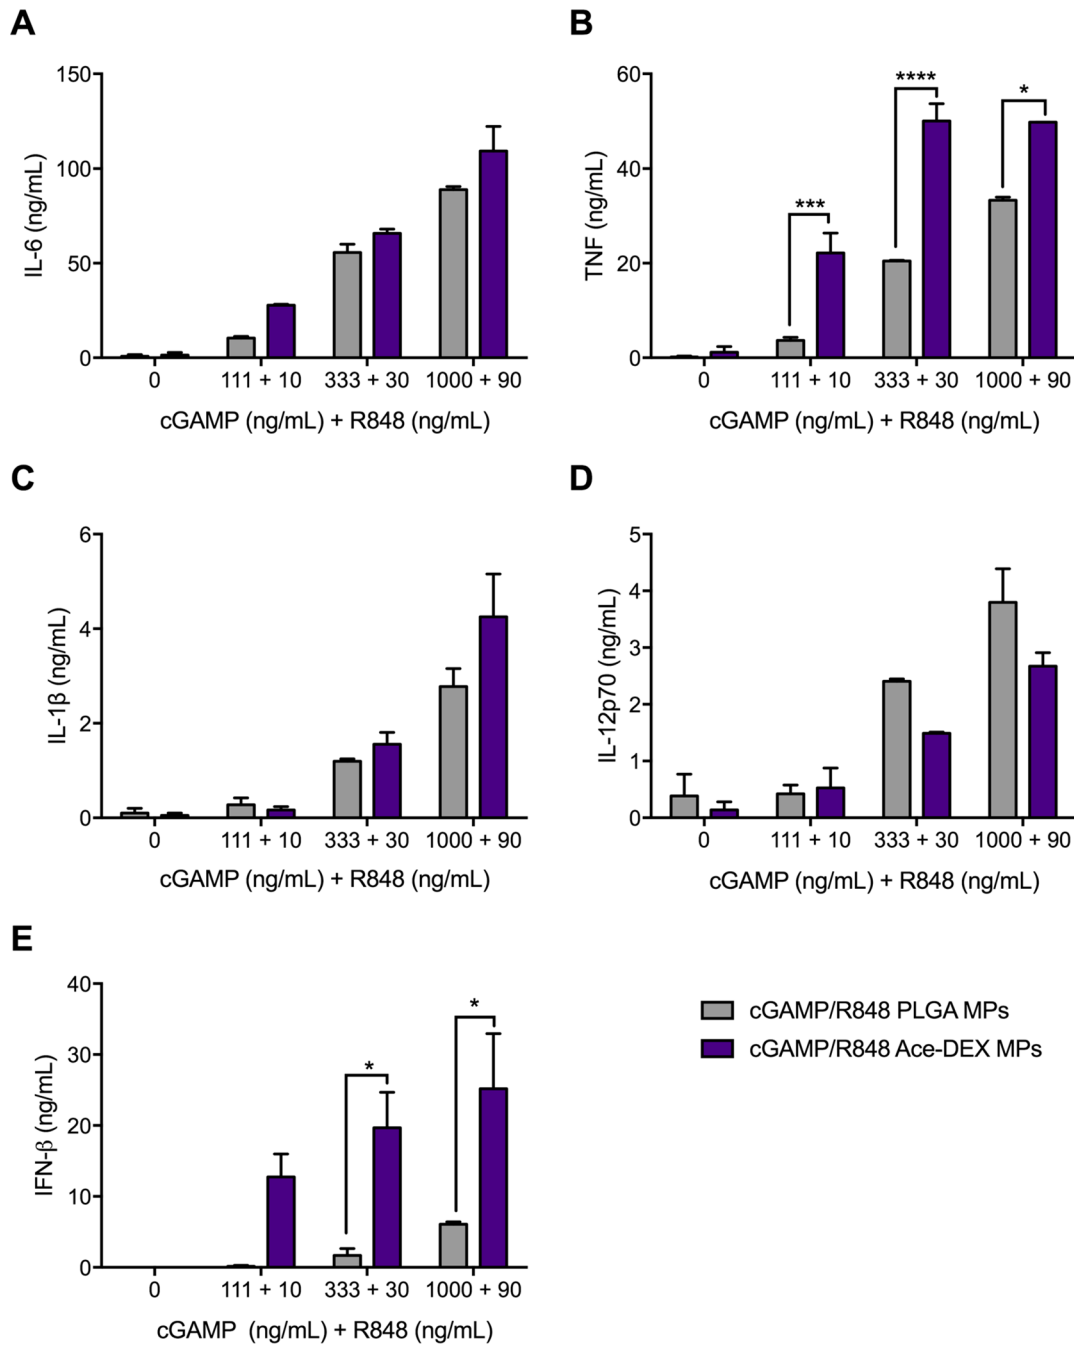 A
IL-6 (ng/mL)
150
100
50
0
0 111 + 10 333 + 30 1000 + 90
cGAMP (ng/mL) + R848 (ng/mL)
B
TNF (ng/mL)
60
40
20
0
***
****
*
0 111 + 10 333 + 30 1000 + 90
cGAMP (ng/mL) + R848 (ng/mL)
C
IL-1β (ng/mL)
6
4
2
0
0 111 + 10 333 + 30 1000 + 90
cGAMP (ng/mL) + R848 (ng/mL)
D
IL-12p70 (ng/mL)
5
4
3
2
1
0
0 111 + 10 333 + 30 1000 + 90
cGAMP (ng/mL) + R848 (ng/mL)
E
IFN-β (ng/mL)
40
30
20
10
0
*
*
0 111 + 10 333 + 30 1000 + 90
cGAMP (ng/mL) + R848 (ng/mL)
cGAMP/R848 PLGA MPs
cGAMP/R848 Ace-DEX MPs